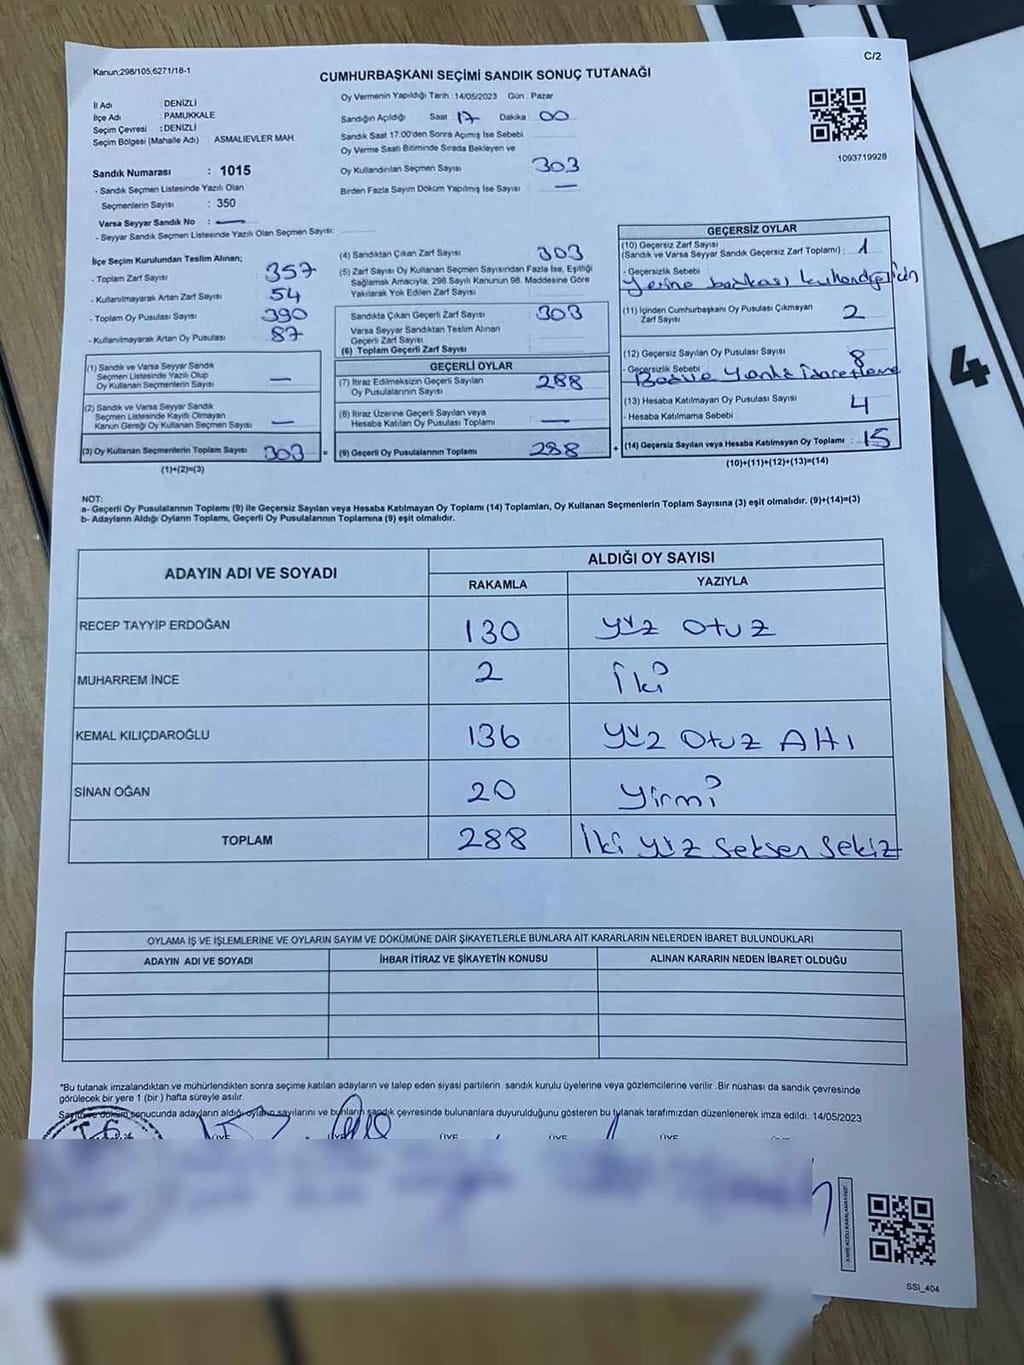 Kanun;298/105,6271/18-1
C/2
CUMHURBAŞKANI SEÇİMİ SANDIK SONUÇ TUTANAĞI
İl Adı : DENİZLİ
İlçe Adı : PAMUKKALE
Seçim Çevresi : DENİZLİ
Seçim Bölgesi (Mahalle Adı) ASMALIEVLER MAH
Sandık Numarası : 1015
- Sandık Seçmen Listesinde Yazılı Olan
Seçmenlerin Sayısı : 350
Varsa Seyyar Sandık No : —
- Seyyar Sandık Seçmen Listesinde Yazılı Olan Seçmen Sayısı:
Oy Vermenin Yapıldığı Tarih : 14/05/2023 Gün : Pazar
Sandığın Açıldığı Saat 17 Dakika 00
Sandık Saat 17:00'den Sonra Açımış İse Sebebi
Oy Verme Saati Bitiminde Sırada Bekleyen ve
Oy Kullandırılan Seçmen Sayısı 303
Birden Fazla Sayım Döküm Yapılmış İse Sayısı —
1093719928
İlçe Seçim Kurulundan Teslim Alınan;
- Toplam Zarf Sayısı 357
- Kullanılmayarak Artan Zarf Sayısı 54
- Toplam Oy Pusulası Sayısı 390
- Kullanılmayarak Artan Oy Pusulası 87
(1) Sandık ve Varsa Seyyar Sandık
Seçmen Listesinde Yazılı Olup
Oy Kullanan Seçmenlerin Sayısı —
(2) Sandık ve Varsa Seyyar Sandık
Seçmen Listesinde Kayıtlı Olmayan
Kanun Gereği Oy Kullanan Seçmen Sayısı —
(3) Oy Kullanan Seçmenlerin Toplam Sayısı 303 =
(1)+(2)=(3)
(4) Sandıktan Çıkan Zarf Sayısı 303
(5) Zarf Sayısı Oy Kullanan Seçmen Sayısından Fazla İse, Eşitliği
Sağlamak Amacıyla; 298 Sayılı Kanunun 98. Maddesine Göre
Yakılarak Yok Edilen Zarf Sayısı
Sandıkta Çıkan Geçerli Zarf Sayısı 303
Varsa Seyyar Sandıktan Teslim Alınan
Geçerli Zarf Sayısı
(6) Toplam Geçerli Zarf Sayısı
GEÇERLİ OYLAR
(7) İtiraz Edilmeksizin Geçerli Sayılan
Oy Pusulalarının Sayısı 288
(8) İtiraz Üzerine Geçerli Sayılan veya
Hesaba Katılan Oy Pusulası Toplamı —
(9) Geçerli Oy Pusulalarının Toplamı 288 +
GEÇERSİZ OYLAR
(10) Geçersiz Zarf Sayısı
(Sandık ve Varsa Seyyar Sandık Geçersiz Zarf Toplamı) : 1
- Geçersizlik Sebebi
Yerine başkası kullandığı için
(11) İçinden Cumhurbaşkanı Oy Pusulası Çıkmayan
Zarf Sayısı 2
(12) Geçersiz Sayılan Oy Pusulası Sayısı 8
- Geçersizlik Sebebi
Boş ve Yanlış işaretleme
(13) Hesaba Katılmayan Oy Pusulası Sayısı 4
- Hesaba Katılmama Sebebi
(14) Geçersiz Sayılan veya Hesaba Katılmayan Oy Toplamı : 15
(10)+(11)+(12)+(13)=(14)
NOT:
a- Geçerli Oy Pusulalarının Toplamı (9) ile Geçersiz Sayılan veya Hesaba Katılmayan Oy Toplamı (14) Toplamları, Oy Kullanan Seçmenlerin Toplam Sayısına (3) eşit olmalıdır. (9)+(14)=(3)
b- Adayların Aldığı Oyların Toplamı, Geçerli Oy Pusulalarının Toplamına (9) eşit olmalıdır.
ADAYIN ADI VE SOYADI
ALDIĞI OY SAYISI
RAKAMLA YAZIYLA
RECEP TAYYİP ERDOĞAN 130 yüz otuz
MUHARREM İNCE 2 İki
KEMAL KILIÇDAROĞLU 136 yüz otuz Altı
SİNAN OĞAN 20 Yirmi
TOPLAM 288 İki yüz seksen sekiz
OYLAMA İŞ VE İŞLEMLERİNE VE OYLARIN SAYIM VE DÖKÜMÜNE DAİR ŞİKAYETLERLE BUNLARA AİT KARARLARIN NELERDEN İBARET BULUNDUKLARI
ADAYIN ADI VE SOYADI İHBAR İTİRAZ VE ŞİKAYETİN KONUSU ALINAN KARARIN NEDEN İBARET OLDUĞU
*Bu tutanak imzalandıktan ve mühürlendikten sonra seçime katılan adayların ve talep eden siyasi partilerin sandık kurulu üyelerine veya gözlemcilerine verilir .Bir nüshası da sandık çevresinde
görülecek bir yere 1 (bir ) hafta süreyle asılır.
Sayım ve döküm sonucunda adayların aldığı oyların sayılarını ve bunların sandık çevresinde bulunanlara duyurulduğunu gösteren bu tutanak tarafımızdan düzenlenerek imza edildi. 14/05/2023
ÜYE ÜYE ÜYE ÜYE
SSİ_404
4